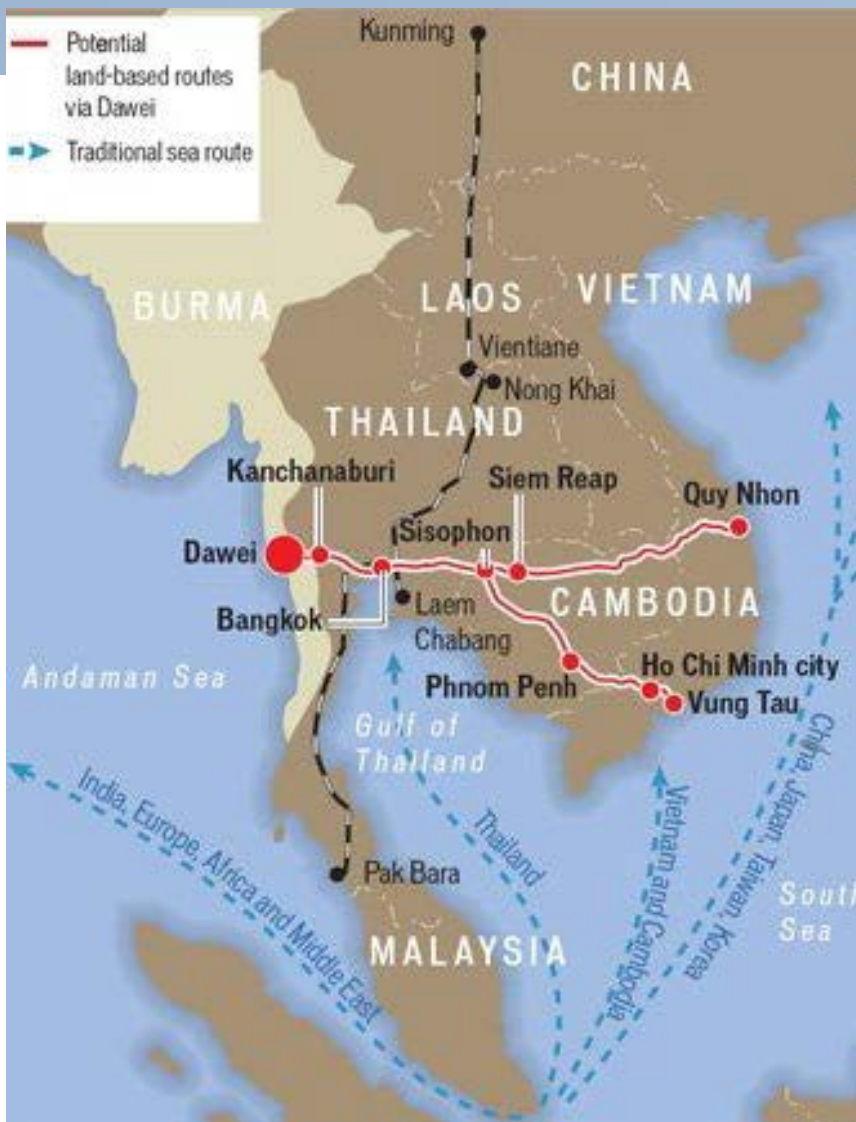 Potential
land-based routes
via Dawei
Traditional sea route
Kunming
CHINA
BURMA
LAOS
VIETNAM
Vientiane
Nong Khai
THAILAND
Kanchanaburi
Siem Reap
Quy Nhon
Sisophon
Dawei
CAMBODIA
Bangkok
Laem
Chabang
Ho Chi Minh city
Andaman Sea
Phnom Penh
Vung Tau
Gulf of
Thailand
India, Europe, Africa and Middle East
Thailand
Vietnam and Cambodia
China, Japan, Taiwan, Korea
Pak Bara
South
Sea
MALAYSIA